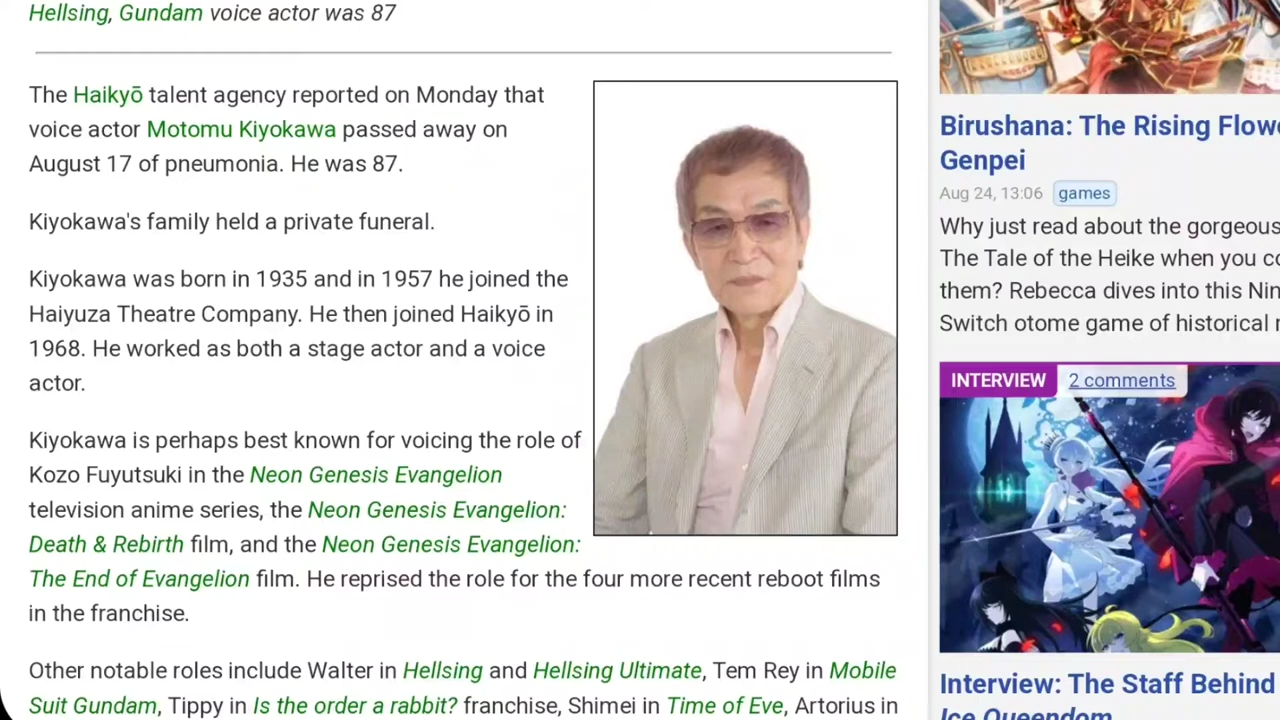 Hellsing, Gundam voice actor was 87
The Haikyō talent agency reported on Monday that
voice actor Motomu Kiyokawa passed away on
August 17 of pneumonia. He was 87.
Kiyokawa's family held a private funeral.
Kiyokawa was born in 1935 and in 1957 he joined the
Haiyuza Theatre Company. He then joined Haikyō in
1968. He worked as both a stage actor and a voice
actor.
Kiyokawa is perhaps best known for voicing the role of
Kozo Fuyutsuki in the Neon Genesis Evangelion
television anime series, the Neon Genesis Evangelion:
Death & Rebirth film, and the Neon Genesis Evangelion:
The End of Evangelion film. He reprised the role for the four more recent reboot films
in the franchise.
Other notable roles include Walter in Hellsing and Hellsing Ultimate, Tem Rey in Mobile
Suit Gundam, Tippy in Is the order a rabbit? franchise, Shimei in Time of Eve, Artorius in
Birushana: The Rising Flow
Genpei
Aug 24, 13:06 games
Why just read about the gorgeous
The Tale of the Heike when you co
them? Rebecca dives into this Nin
Switch otome game of historical
INTERVIEW 2 comments
Interview: The Staff Behind
Ice Queendom